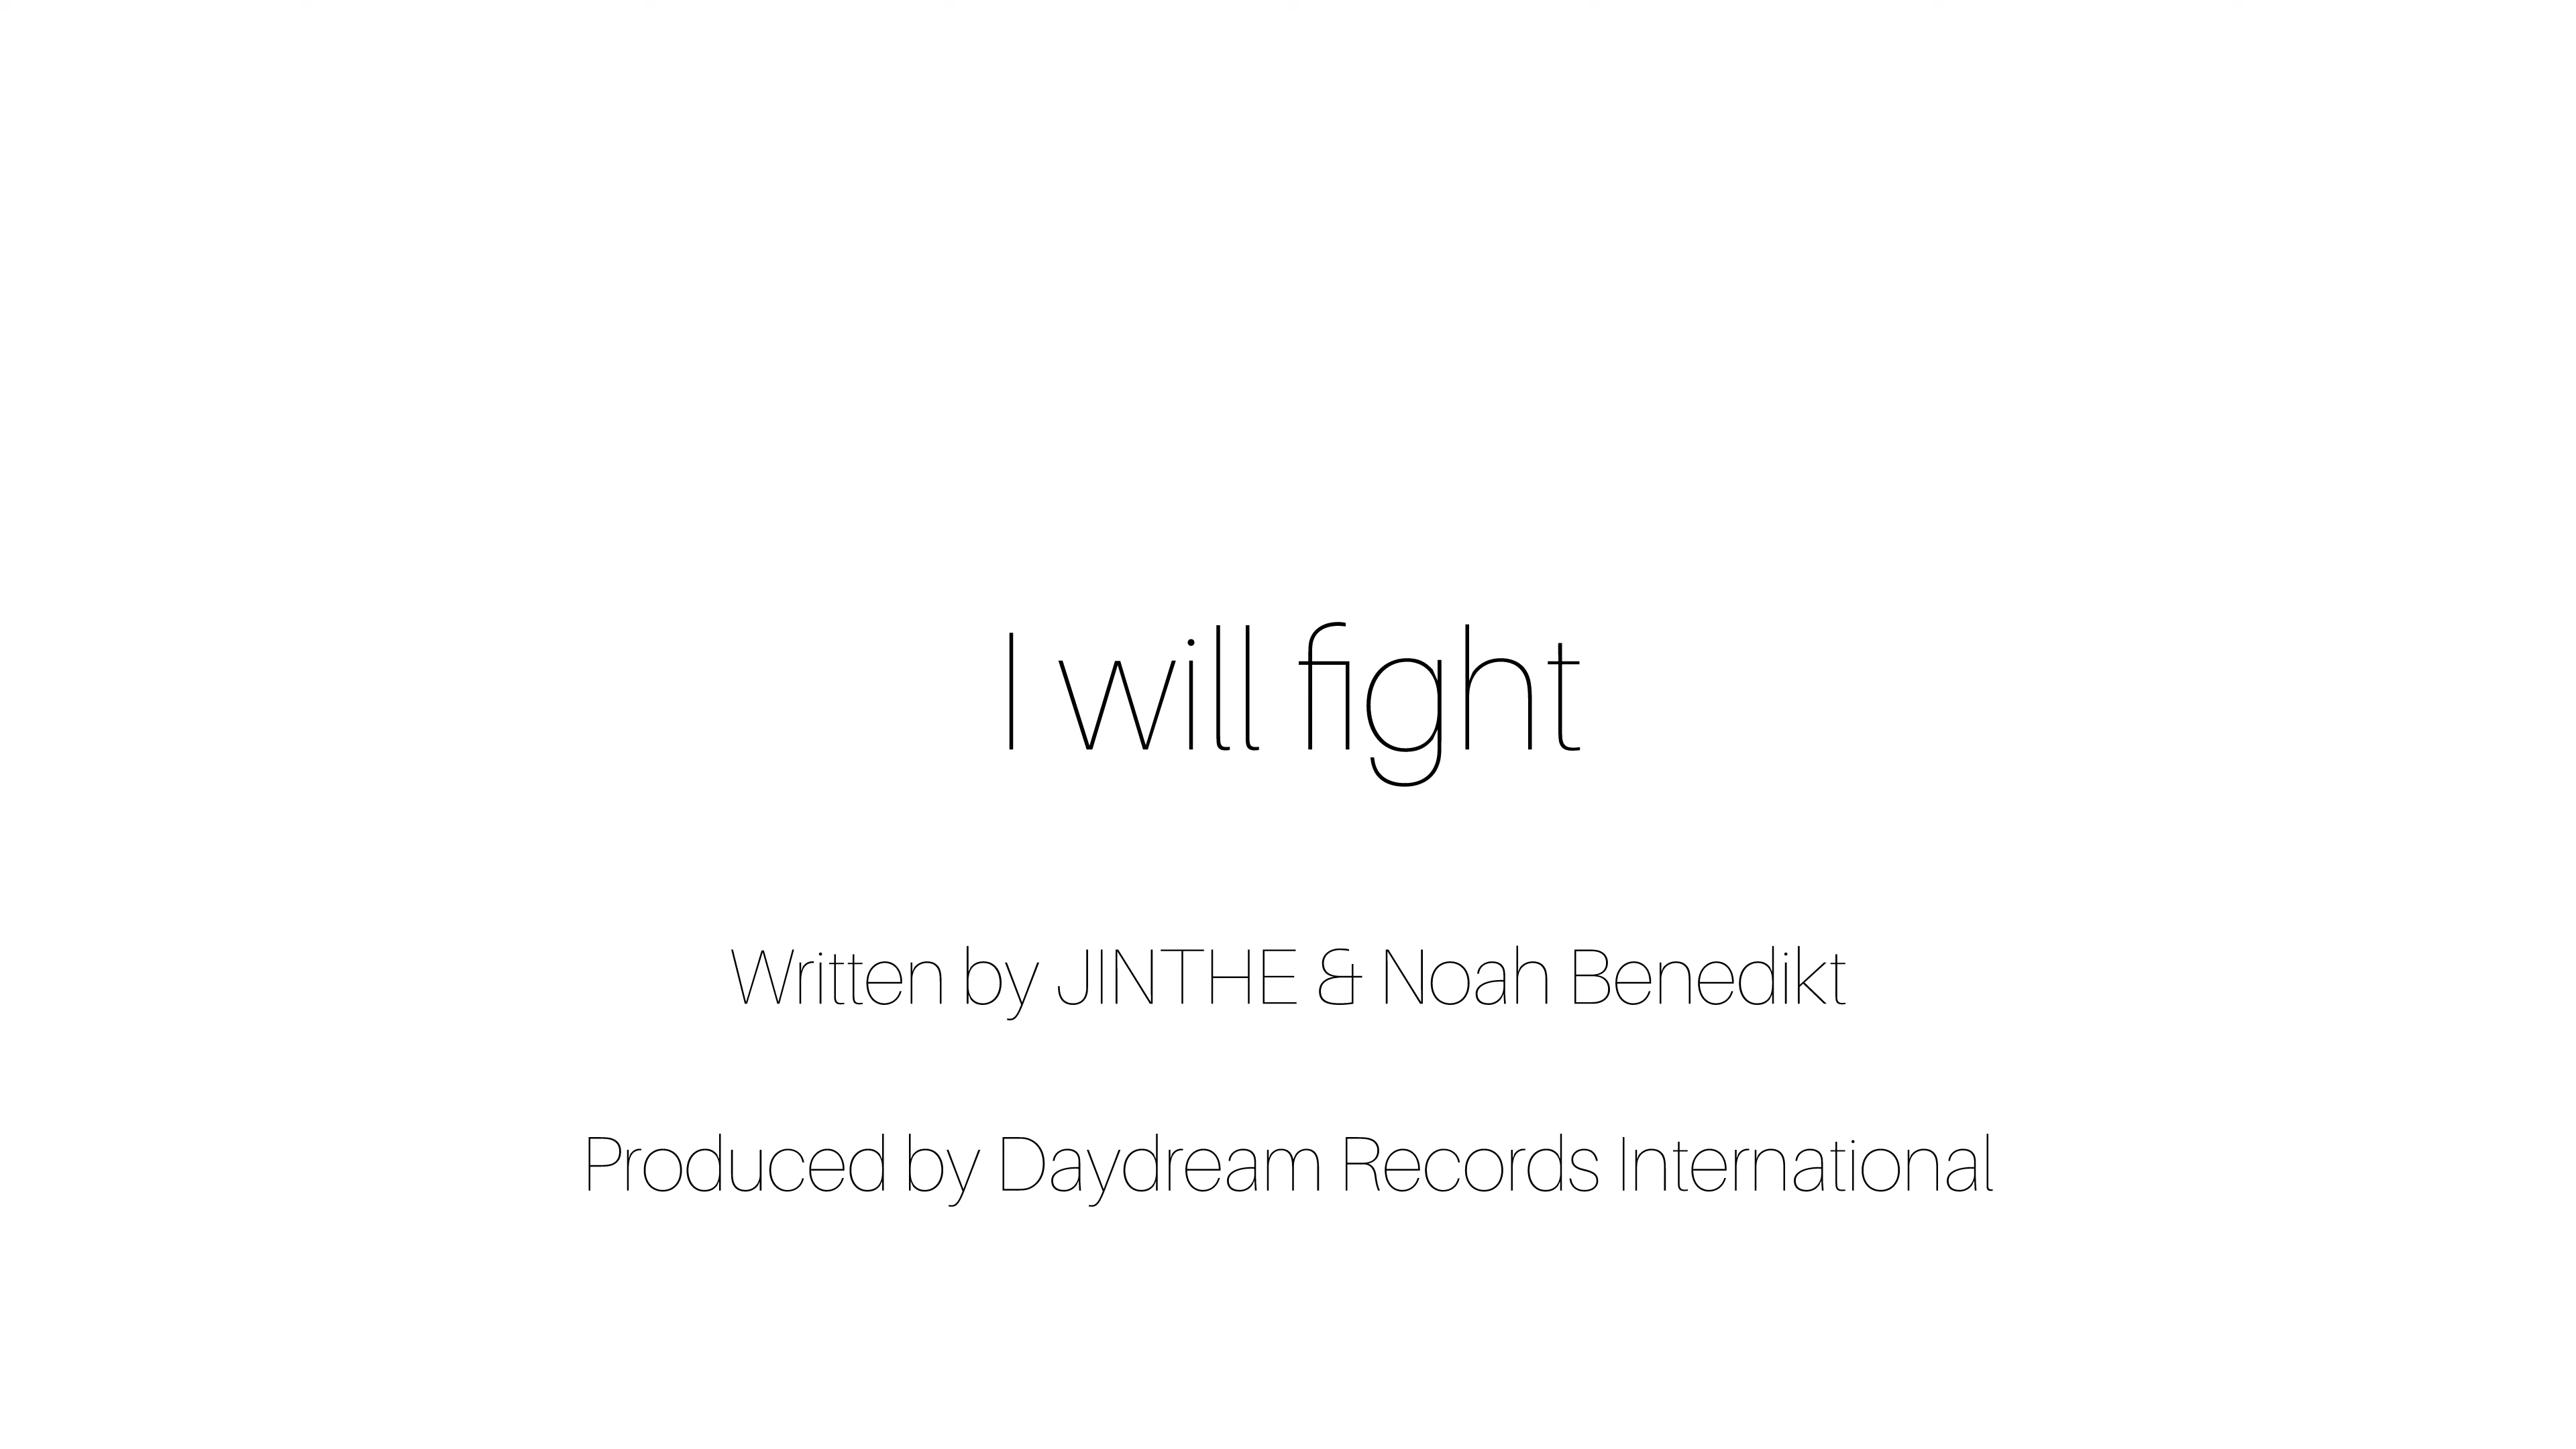 I will fight
Written by JINTHE & Noah Benedikt
Produced by Daydream Records International